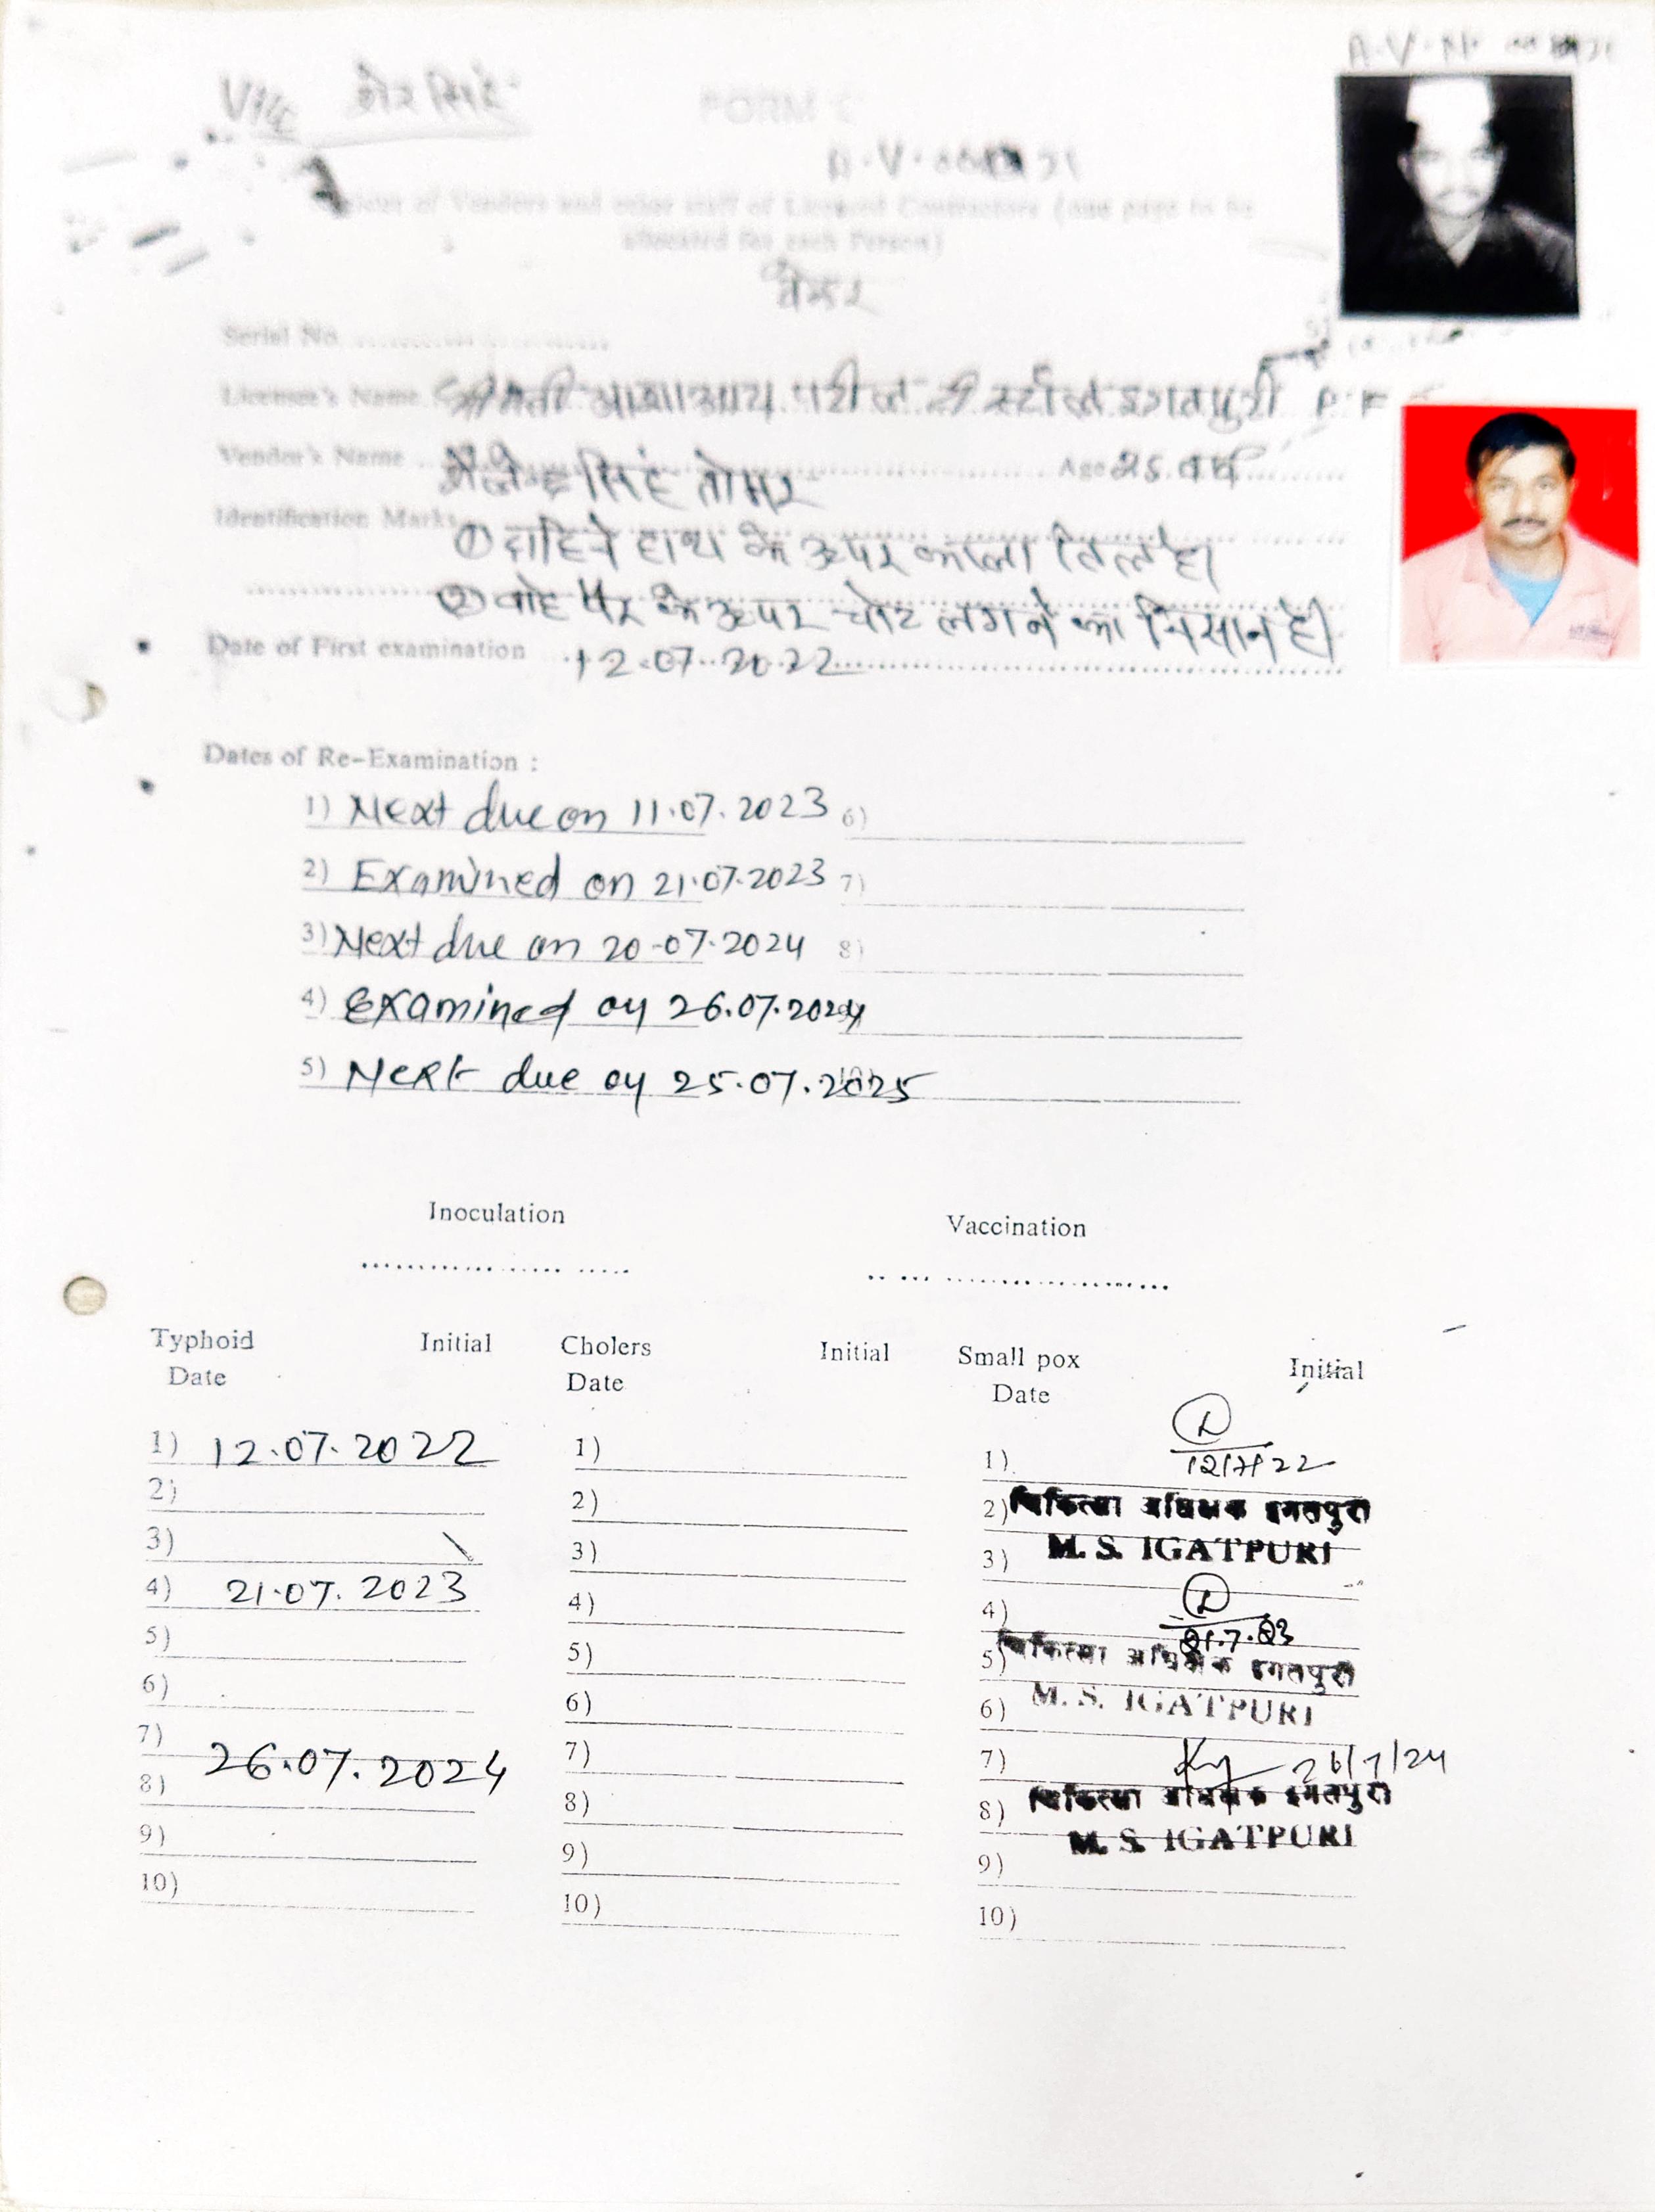 FORM C
of Vendors and other staff of Licensed Contractors (one page to be
allocated for each Person)
Serial No. ..........................
Licensee's Name श्रीमती आशाआय. पटील टी स्टॉल इगतपुरी
Vendor's Name .. शैलेन्द्र सिंह तोमर ............ Age 25 वर्ष
Identification Marks ① दाहिने हाथ के ऊपर काला तिल है।
② पैर के ऊपर चोट लगने का निसान है।
Date of First examination 12.07.2022
Dates of Re-Examination :
1) Next due on 11.07.2023 6)
2) Examined on 21.07.2023 7)
3) Next due on 20-07.2024 8)
4) Examined on 26.07.2024
5) Next due on 25.07.2025
Inoculation Vaccination
Typhoid Initial Cholers Initial Small pox Initial
Date Date Date
1) 12.07.2022 1) 1) 12/7/22
2) 2) 2) चिकित्सा अधिक्षक इगतपुरी
3) 3) 3) M. S. IGATPURI
4) 21.07.2023 4) 4) 21.7.23
5) 5) 5) चिकित्सा अधिक्षक इगतपुरी
6) 6) 6) M. S. IGATPURI
7) 26.07.2024 7) 7) 26/7/24
8) 8) 8) चिकित्सा अधिक्षक इगतपुरी
M. S. IGATPURI
9) 9) 9)
10) 10) 10)